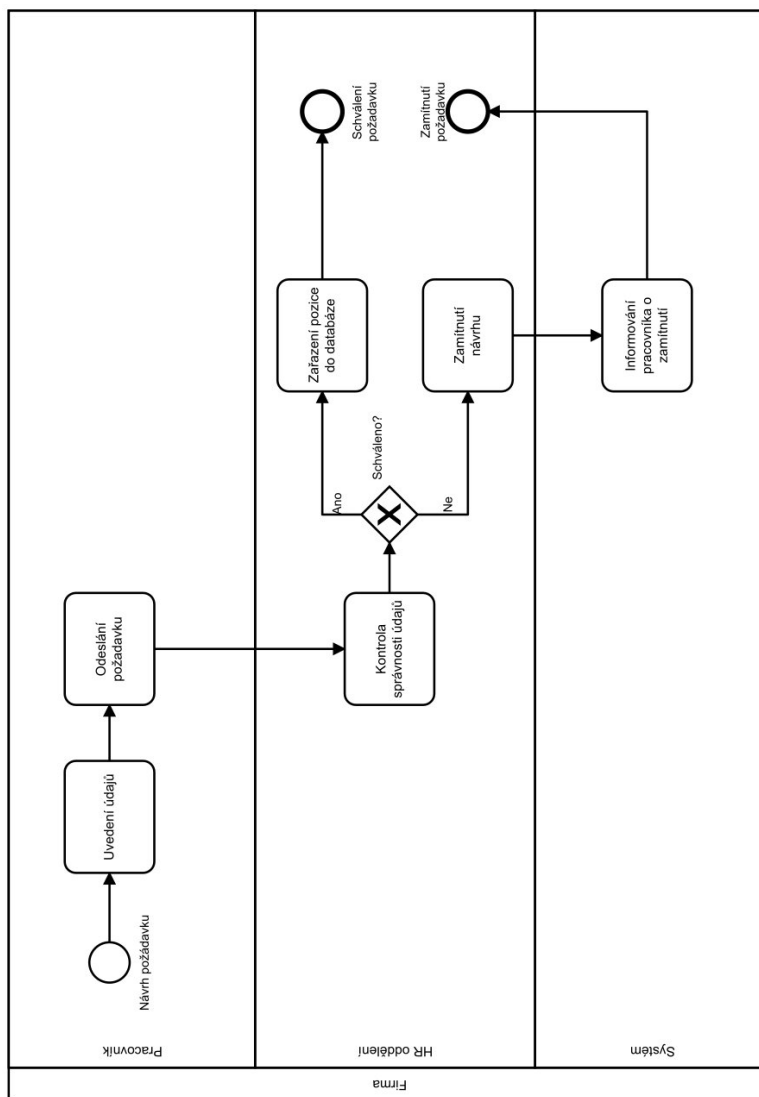 Firma
Pracovník
Návrh požádavku
Uvedení údajů
Odeslání
požadavku
HR oddělení
Kontrola
správnosti údajů
Schváleno?
Ano
Zařazení pozice
do databáze
Schválení
požadavku
Ne
Zamítnutí
návrhu
Zamítnutí
požadavku
Systém
Informování
pracovníka o
zamítnutí